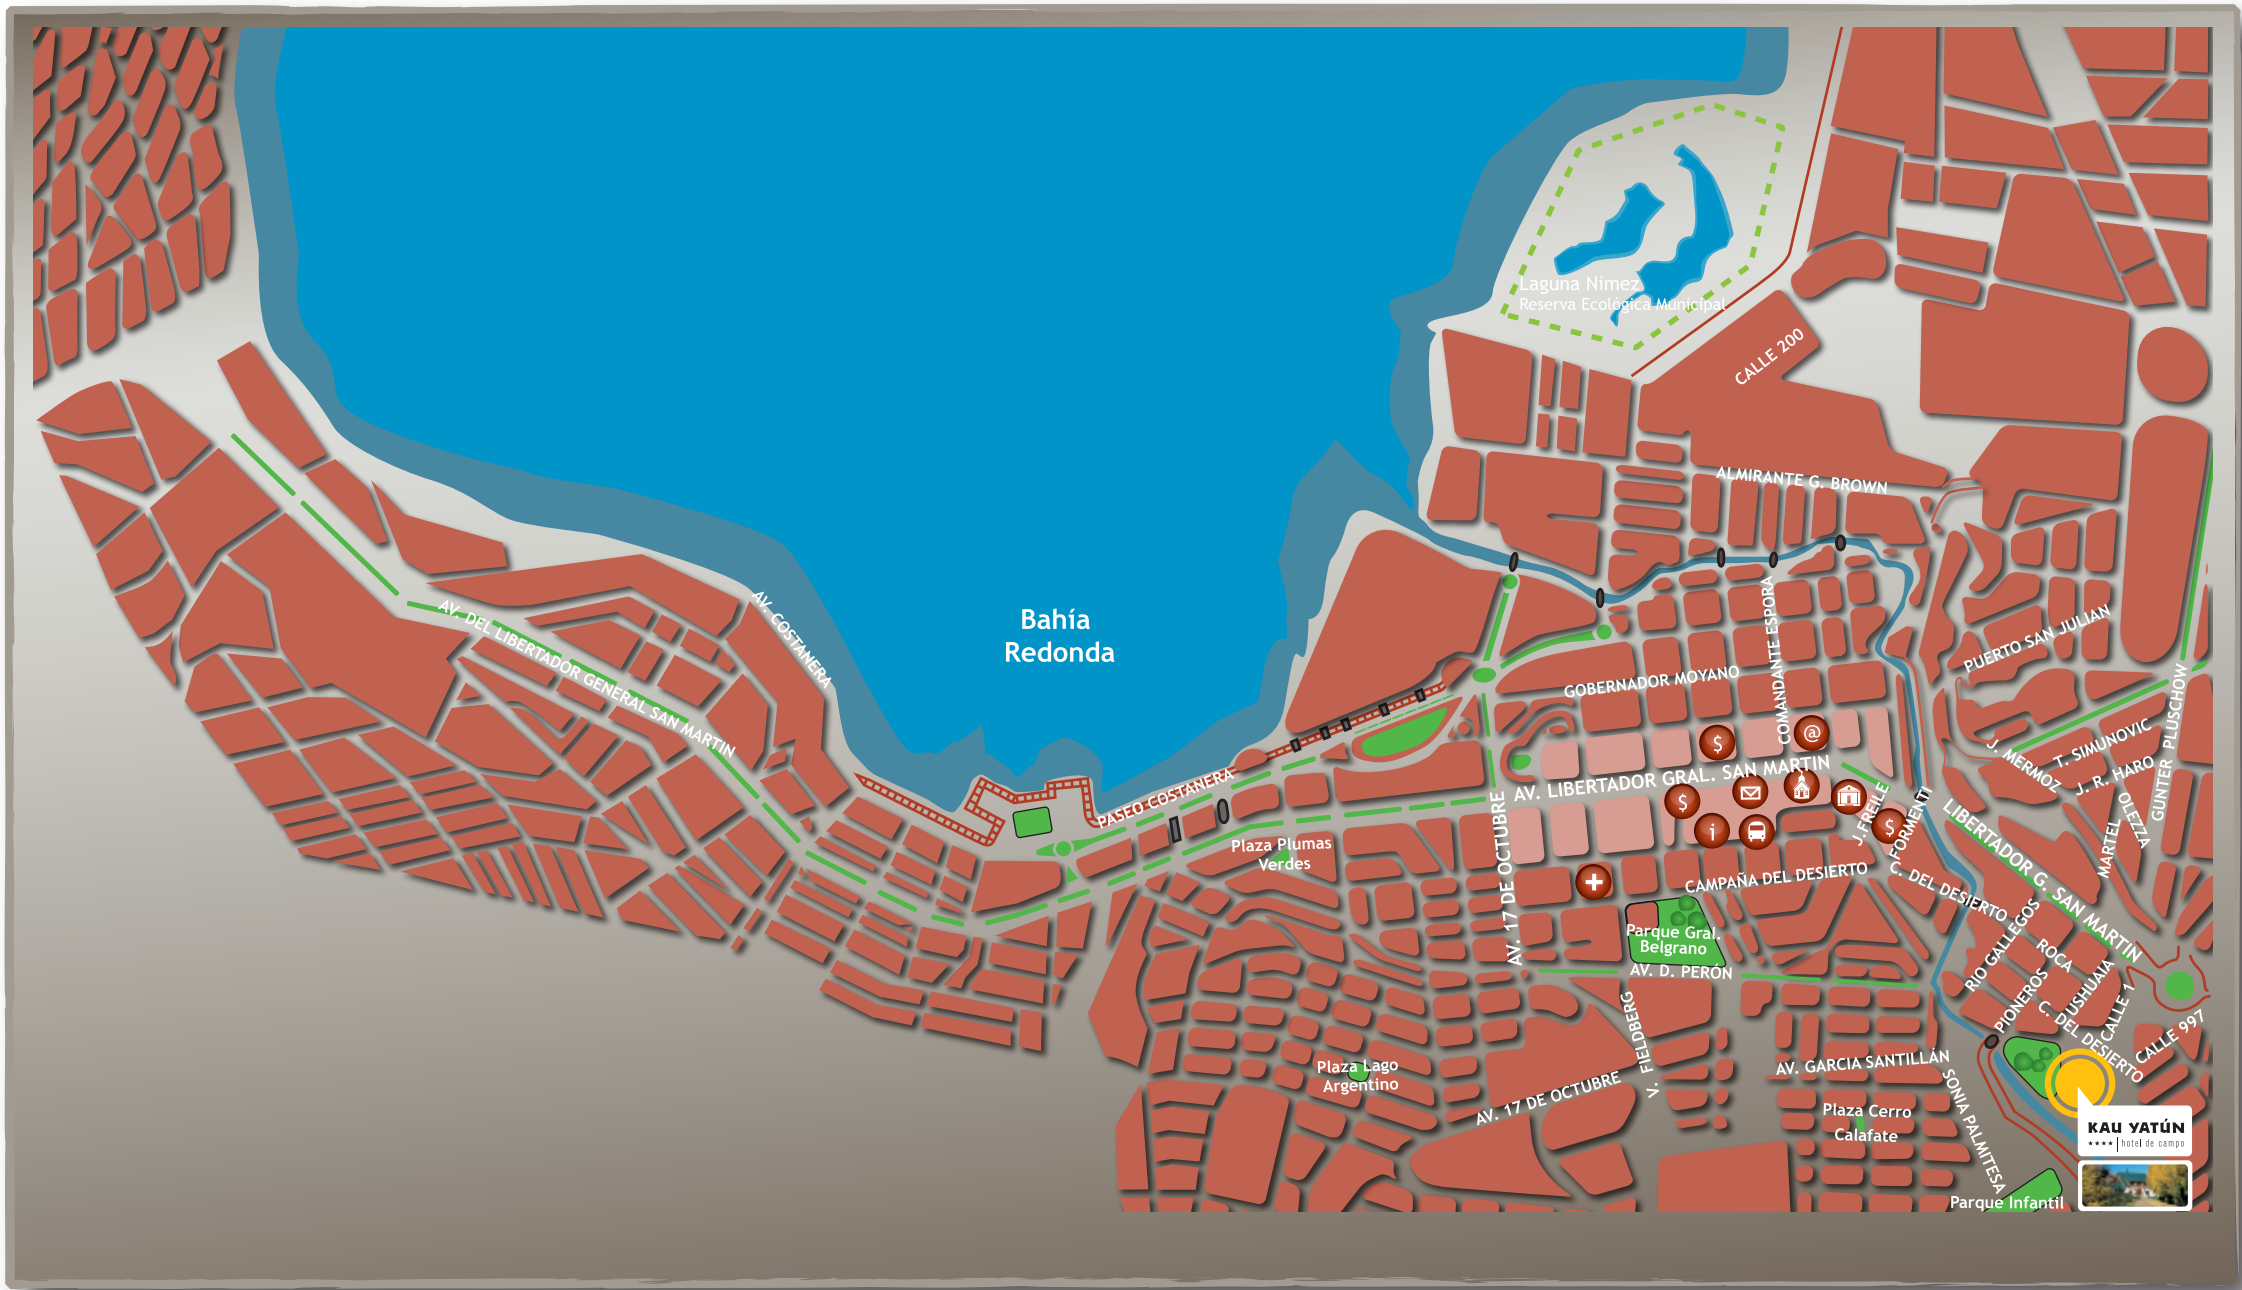 Laguna Nimez
Reserva Ecológica Municipal
CALLE 200
ALMIRANTE G. BROWN
Bahía
Redonda
AV. COSTANERA
AV. DEL LIBERTADOR GENERAL SAN MARTIN
COMANDANTE ESPORA
GOBERNADOR MOYANO
PUERTO SAN JULIAN
GUNTER PLUSCHOW
T. SIMUNOVIC
J. MERMOZ
J. R. HARO
OLEZZA
MARTEL
PASEO COSTANERA
AV. LIBERTADOR GRAL. SAN MARTIN
$
@
$
i
$
J.FREILE
FORMENTI
LIBERTADOR G. SAN MARTIN
AV. 17 DE OCTUBRE
Plaza Plumas
Verdes
CAMPAÑA DEL DESIERTO
C. DEL DESIERTO
Parque Gral.
Belgrano
AV. D. PERÓN
RIO GALLEGOS
ROCA
PIONEROS
USHUAIA
CALLE 1
C. DEL DESIERTO
CALLE 997
V. FIELDBERG
AV. GARCIA SANTILLÁN
Plaza Lago
Argentino
AV. 17 DE OCTUBRE
Plaza Cerro
Calafate
SONIA PALMITESA
KAU YATÚN
★★★★ | hotel de campo
Parque Infantil